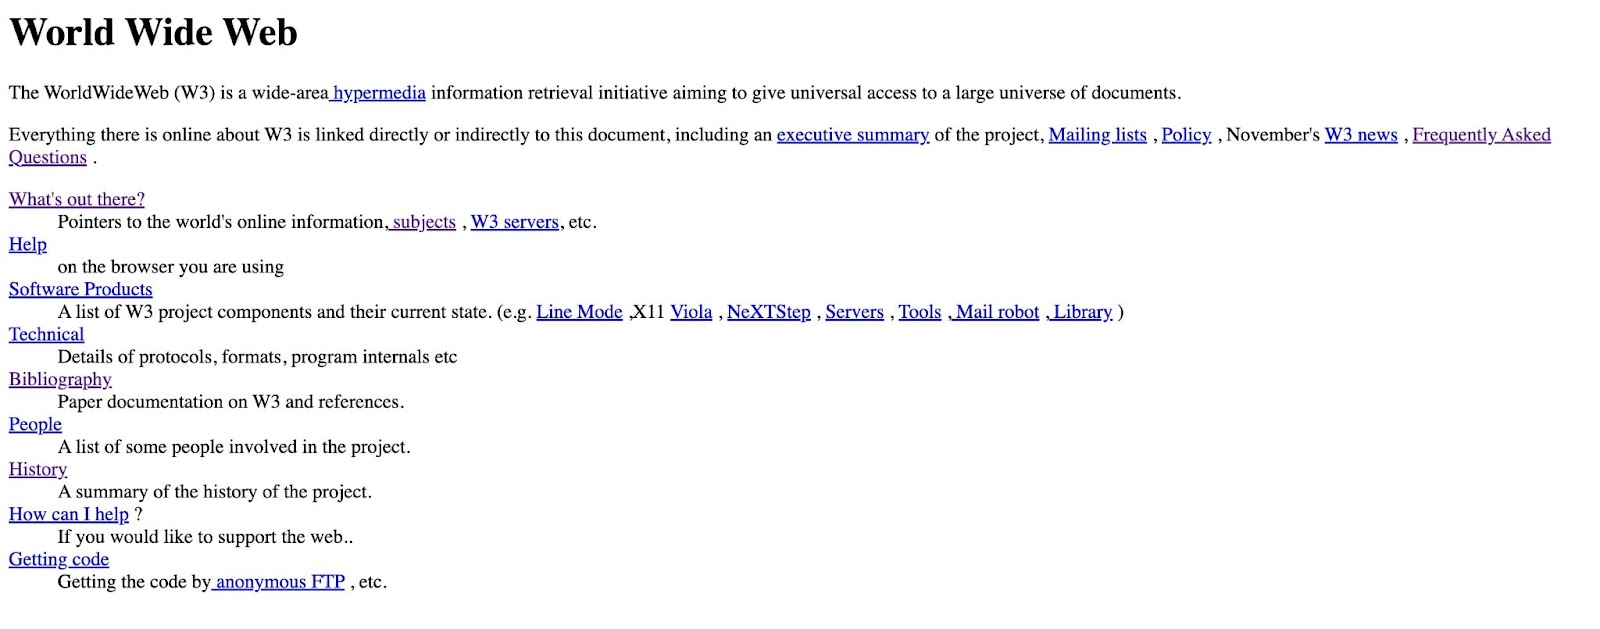 World Wide Web
The WorldWideWeb (W3) is a wide-area hypermedia information retrieval initiative aiming to give universal access to a large universe of documents.
Everything there is online about W3 is linked directly or indirectly to this document, including an executive summary of the project, Mailing lists , Policy , November's W3 news , Frequently Asked
Questions .
What's out there?
Pointers to the world's online information, subjects , W3 servers, etc.
Help
on the browser you are using
Software Products
A list of W3 project components and their current state. (e.g. Line Mode ,X11 Viola , NeXTStep , Servers , Tools , Mail robot , Library )
Technical
Details of protocols, formats, program internals etc
Bibliography
Paper documentation on W3 and references.
People
A list of some people involved in the project.
History
A summary of the history of the project.
How can I help ?
If you would like to support the web..
Getting code
Getting the code by anonymous FTP , etc.